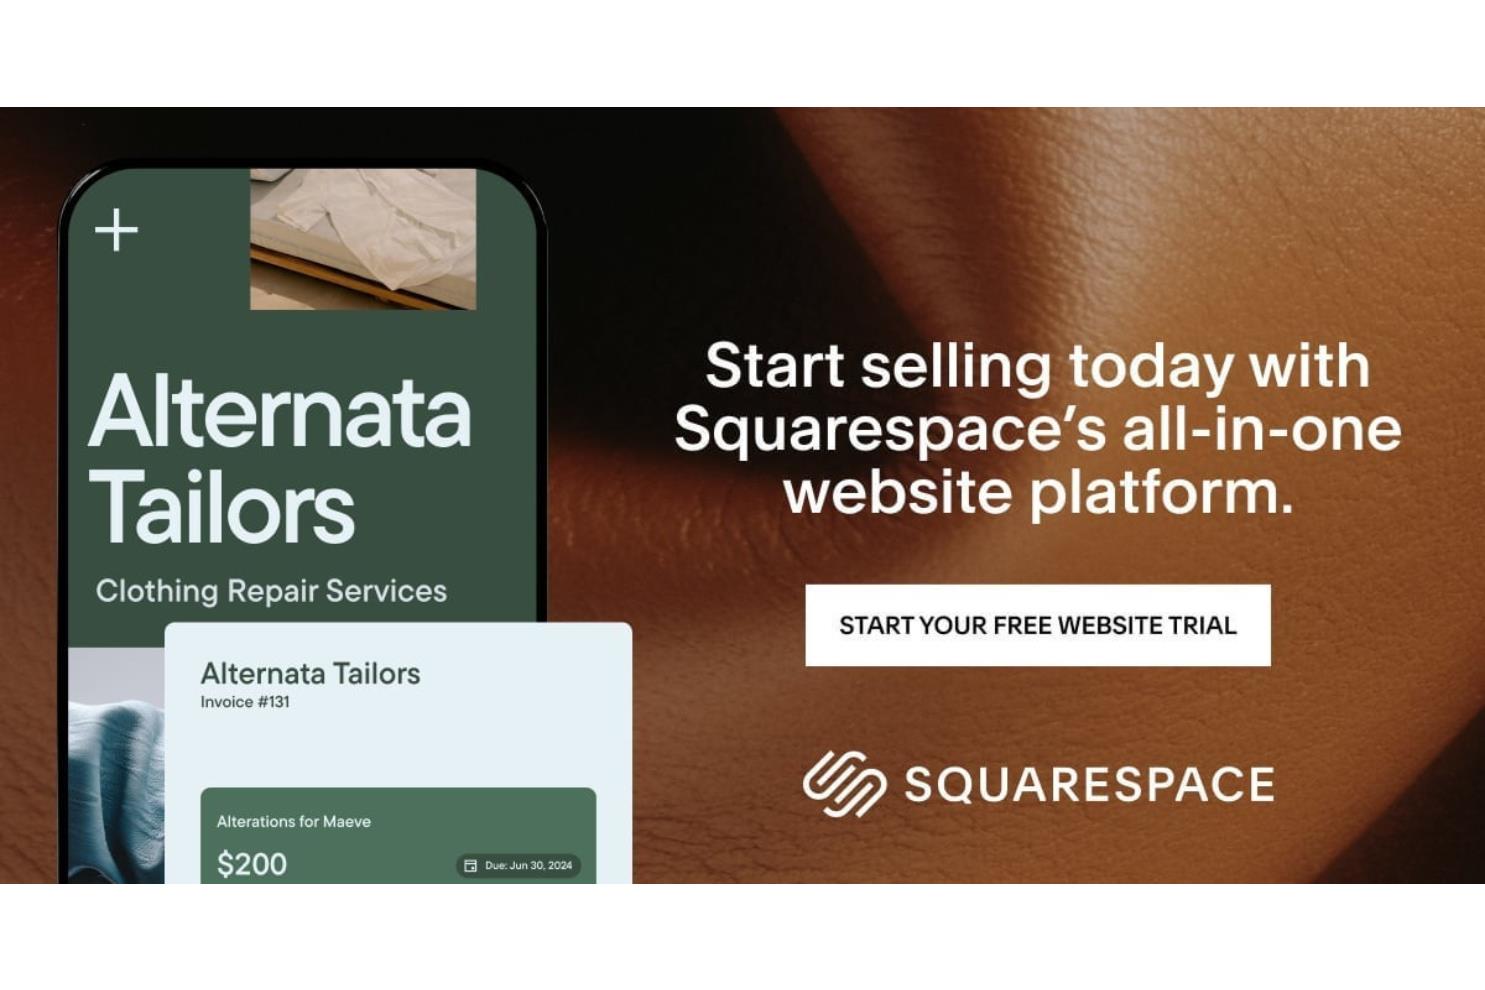 Alternata
Tailors
Clothing Repair Services
Alternata Tailors
Invoice #131
Alterations for Maeve
$200
Due: Jun 30, 2024
Start selling today with
Squarespace’s all-in-one
website platform.
START YOUR FREE WEBSITE TRIAL
SQUARESPACE